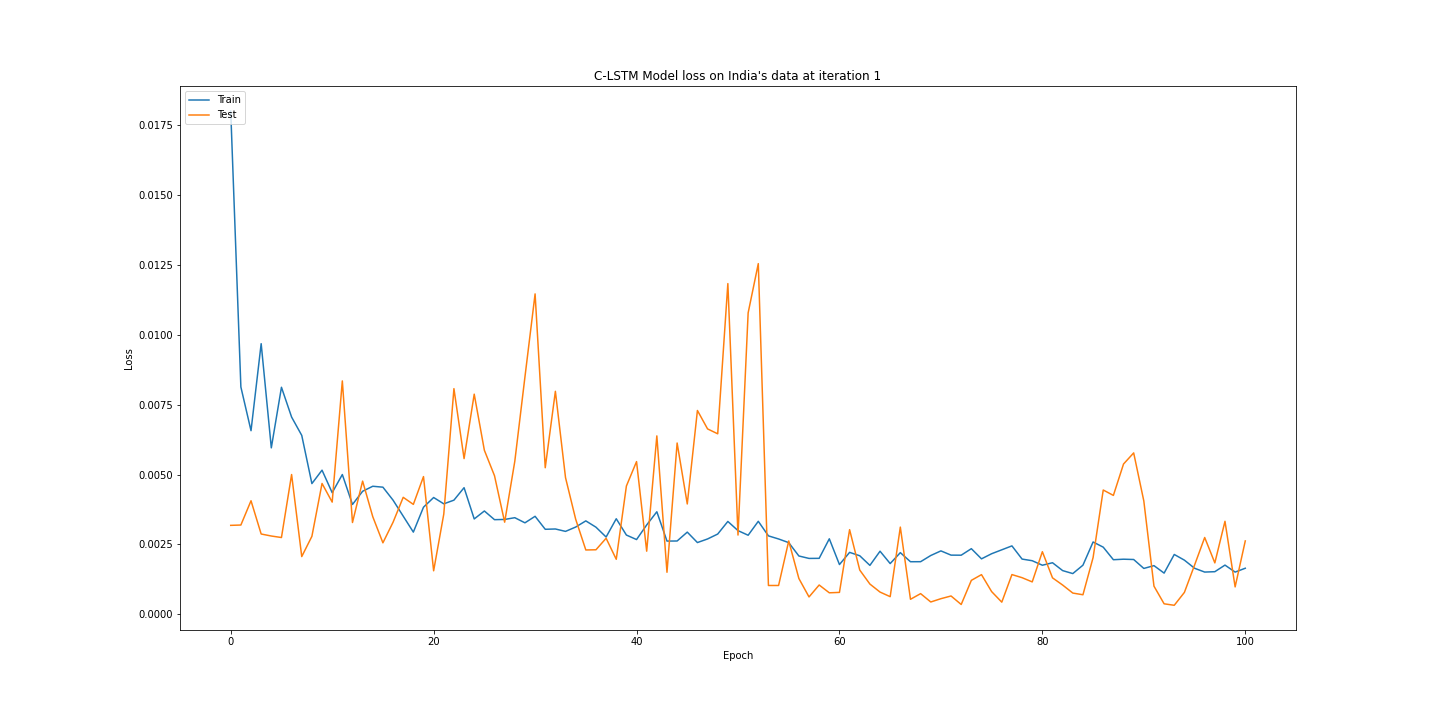 C-LSTM Model loss on India's data at iteration 1
Train
Test
0.0175
0.0150
0.0125
0.0100
0.0075
0.0050
0.0025
0.0000
Loss
0 20 40 60 80 100
Epoch